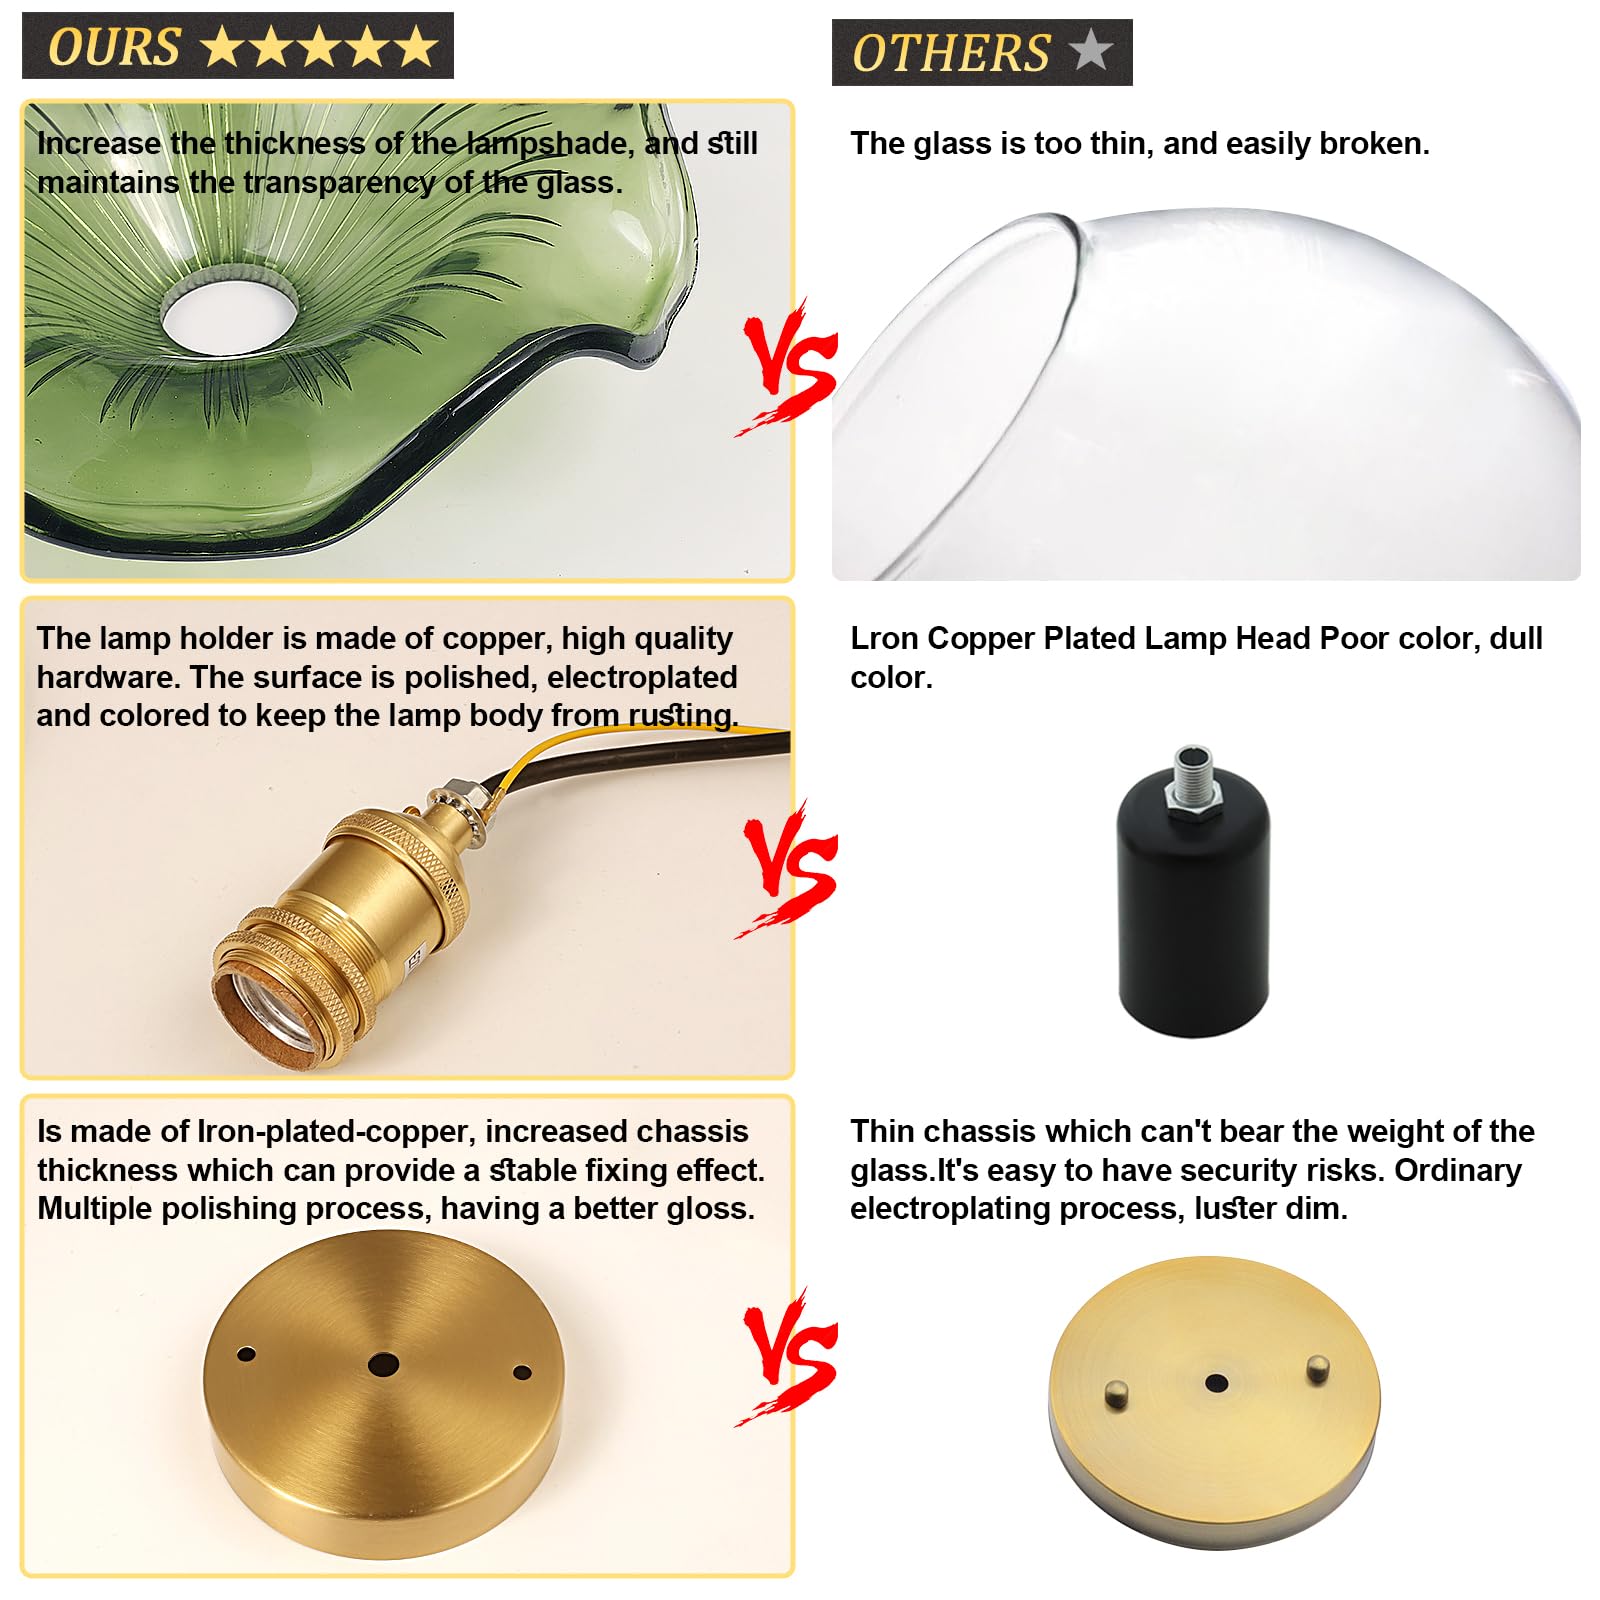 OURS
OTHERS
Increase the thickness of the lampshade, and still
maintains the transparency of the glass.
The glass is too thin, and easily broken.
VS
The lamp holder is made of copper, high quality
hardware. The surface is polished, electroplated
and colored to keep the lamp body from rusting.
Lron Copper Plated Lamp Head Poor color, dull
color.
VS
Is made of Iron-plated-copper, increased chassis
thickness which can provide a stable fixing effect.
Multiple polishing process, having a better gloss.
Thin chassis which can't bear the weight of the
glass.It's easy to have security risks. Ordinary
electroplating process, luster dim.
VS